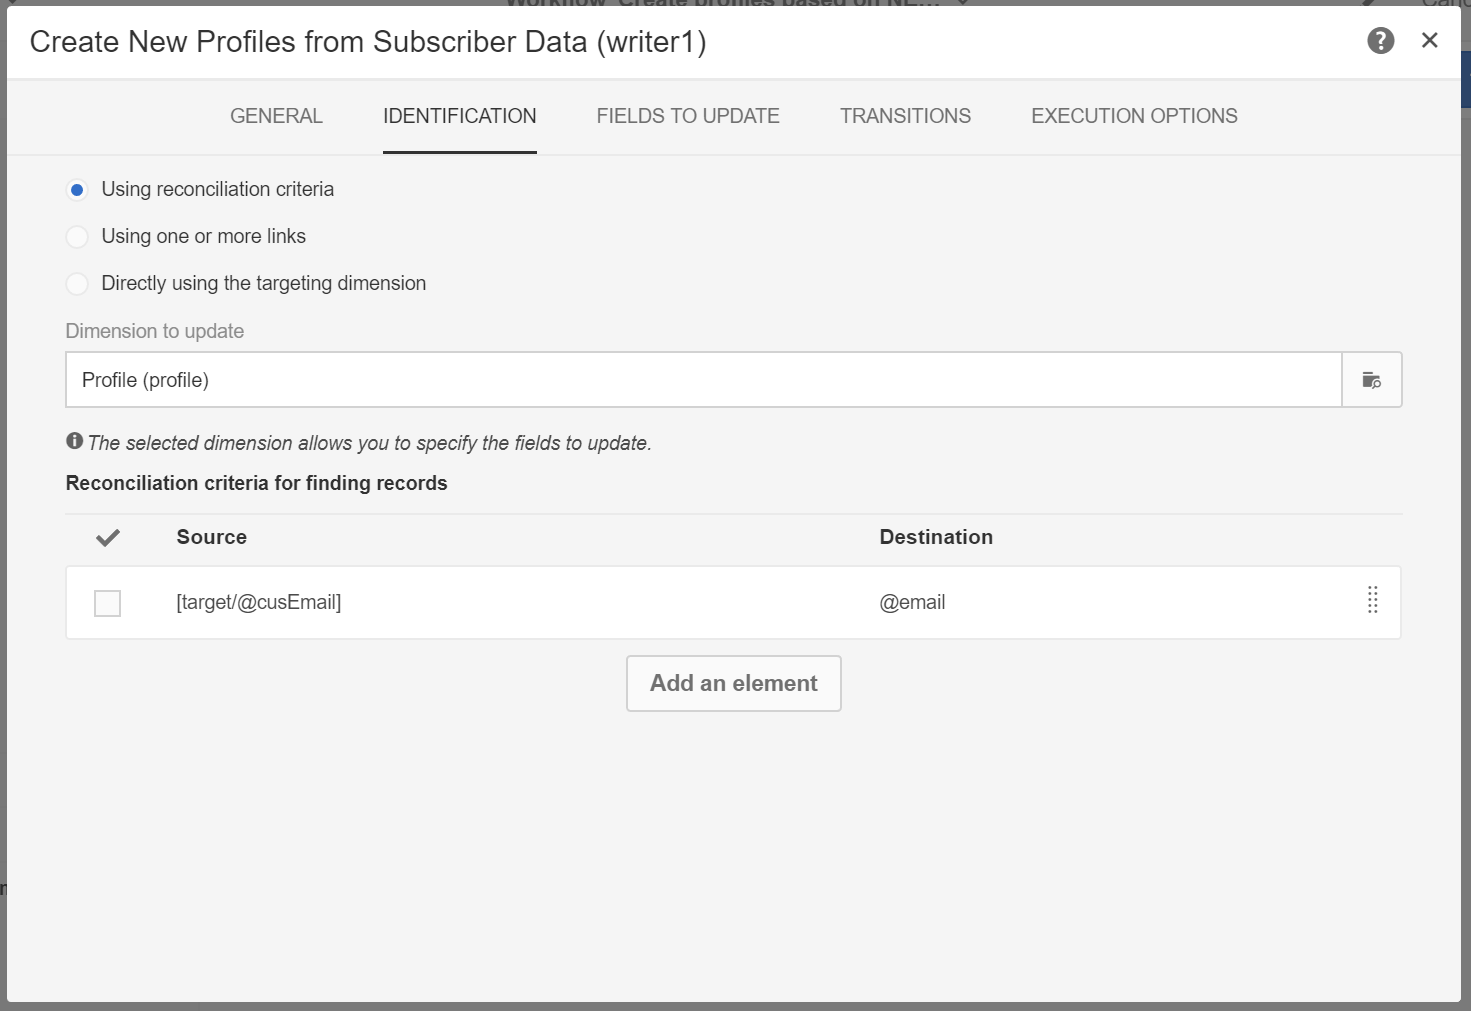 Create New Profiles from Subscriber Data (writer1)
GENERAL IDENTIFICATION FIELDS TO UPDATE TRANSITIONS EXECUTION OPTIONS
Using reconciliation criteria
Using one or more links
Directly using the targeting dimension
Dimension to update
Profile (profile)
The selected dimension allows you to specify the fields to update.
Reconciliation criteria for finding records
Source Destination
[target/@cusEmail] @email
Add an element